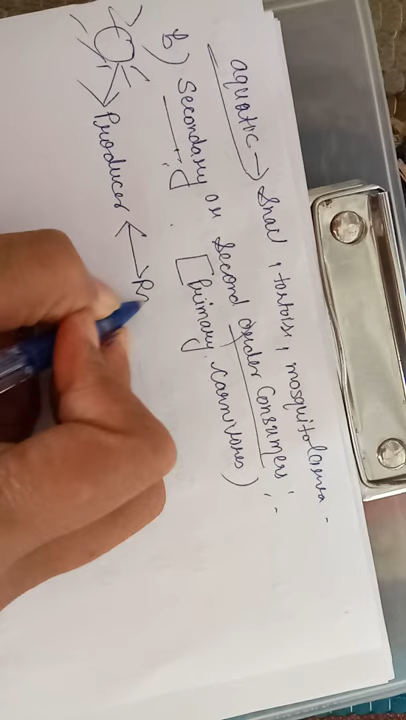 aquatic → Snail, tortoise, mosquito larva -
b) Secondary or Second order Consumers :-
[Primary carnivores)
Producer